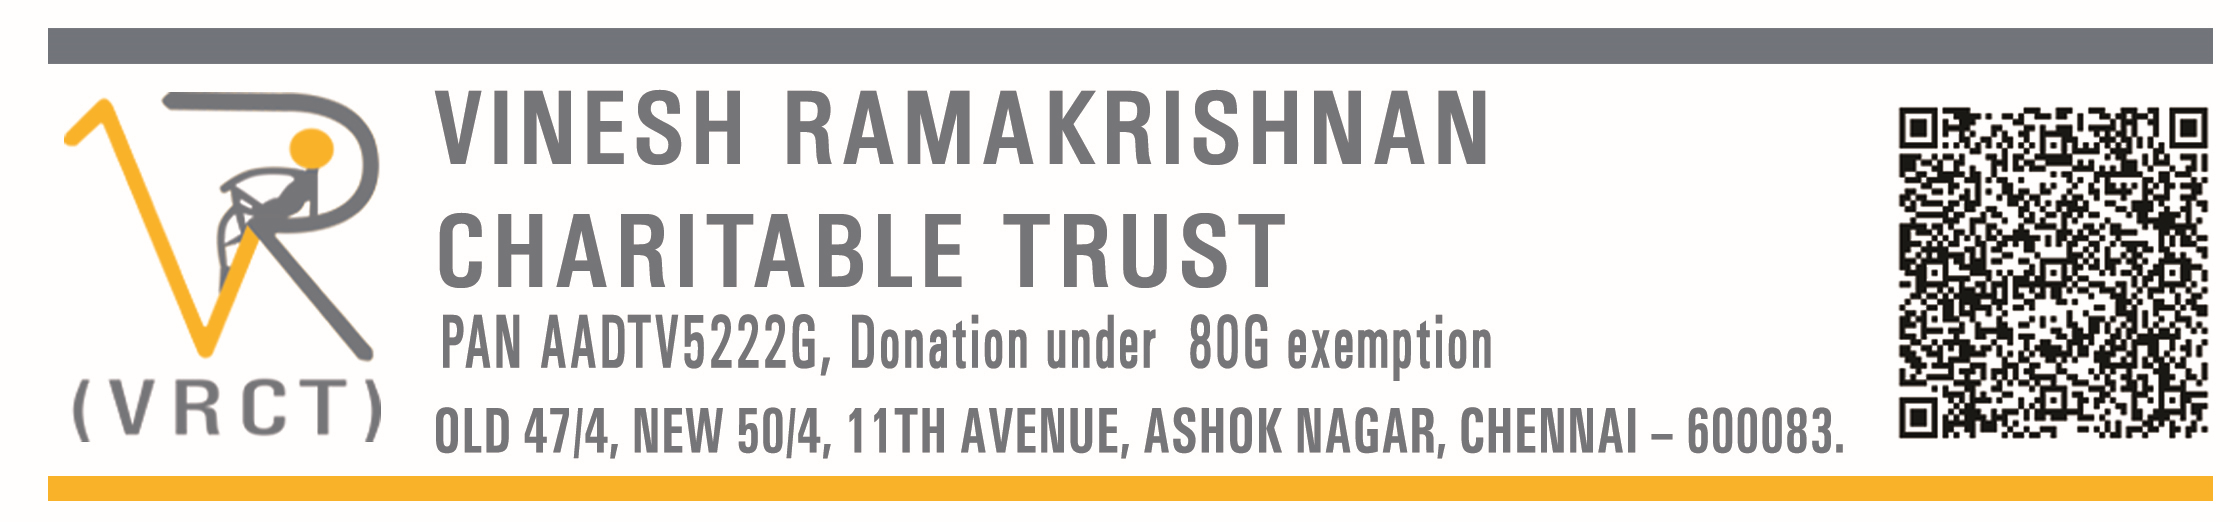 VINESH RAMAKRISHNAN
CHARITABLE TRUST
PAN AADTV5222G, Donation under 80G exemption
OLD 47/4, NEW 50/4, 11TH AVENUE, ASHOK NAGAR, CHENNAI – 600083.
VR
(VRCT)